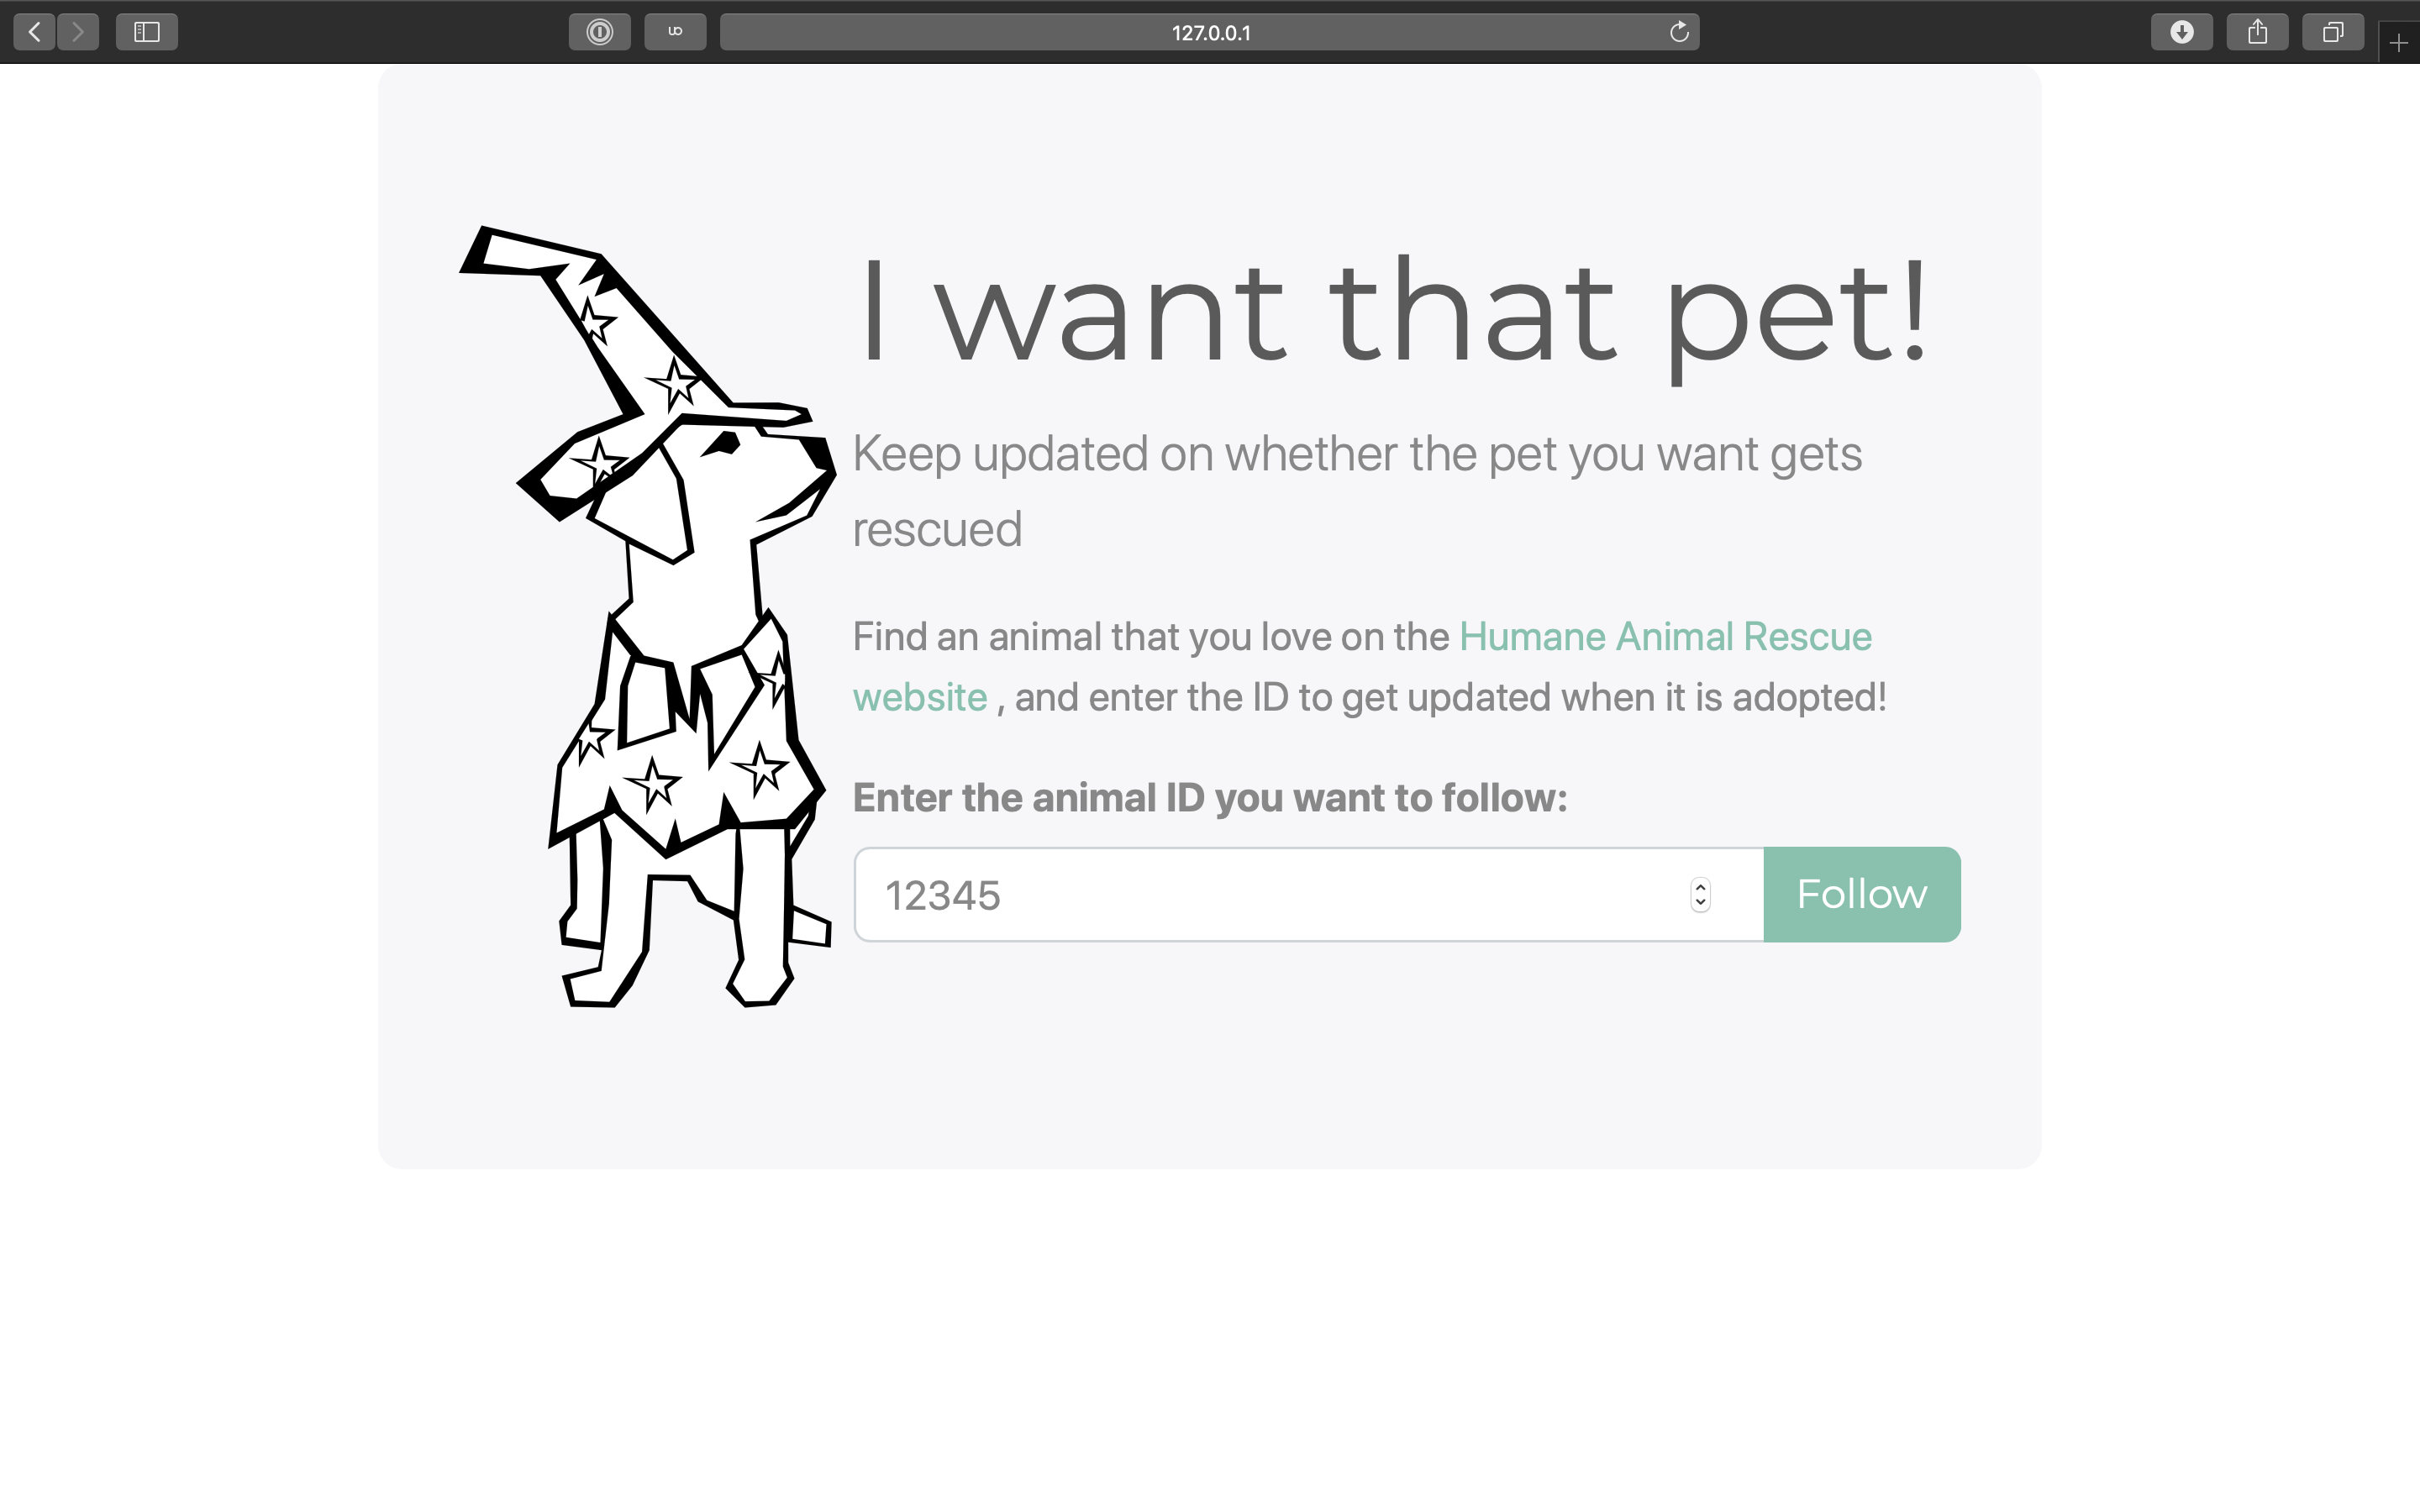 127.0.0.1
I want that pet!
Keep updated on whether the pet you want gets
rescued
Find an animal that you love on the Humane Animal Rescue
website , and enter the ID to get updated when it is adopted!
Enter the animal ID you want to follow:
12345
Follow